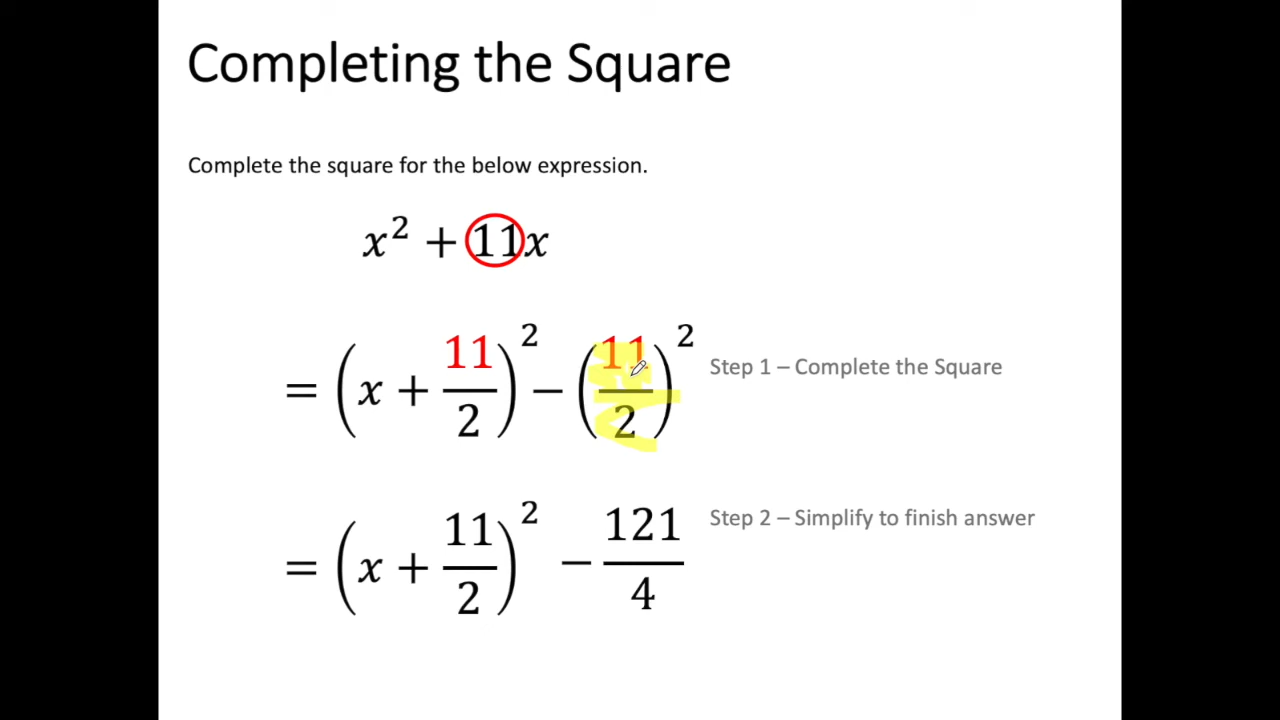 Completing the Square
Complete the square for the below expression.
x² + 11x
= (x + 11/2)² − (11/2)² Step 1 – Complete the Square
= (x + 11/2)² − 121/4 Step 2 – Simplify to finish answer